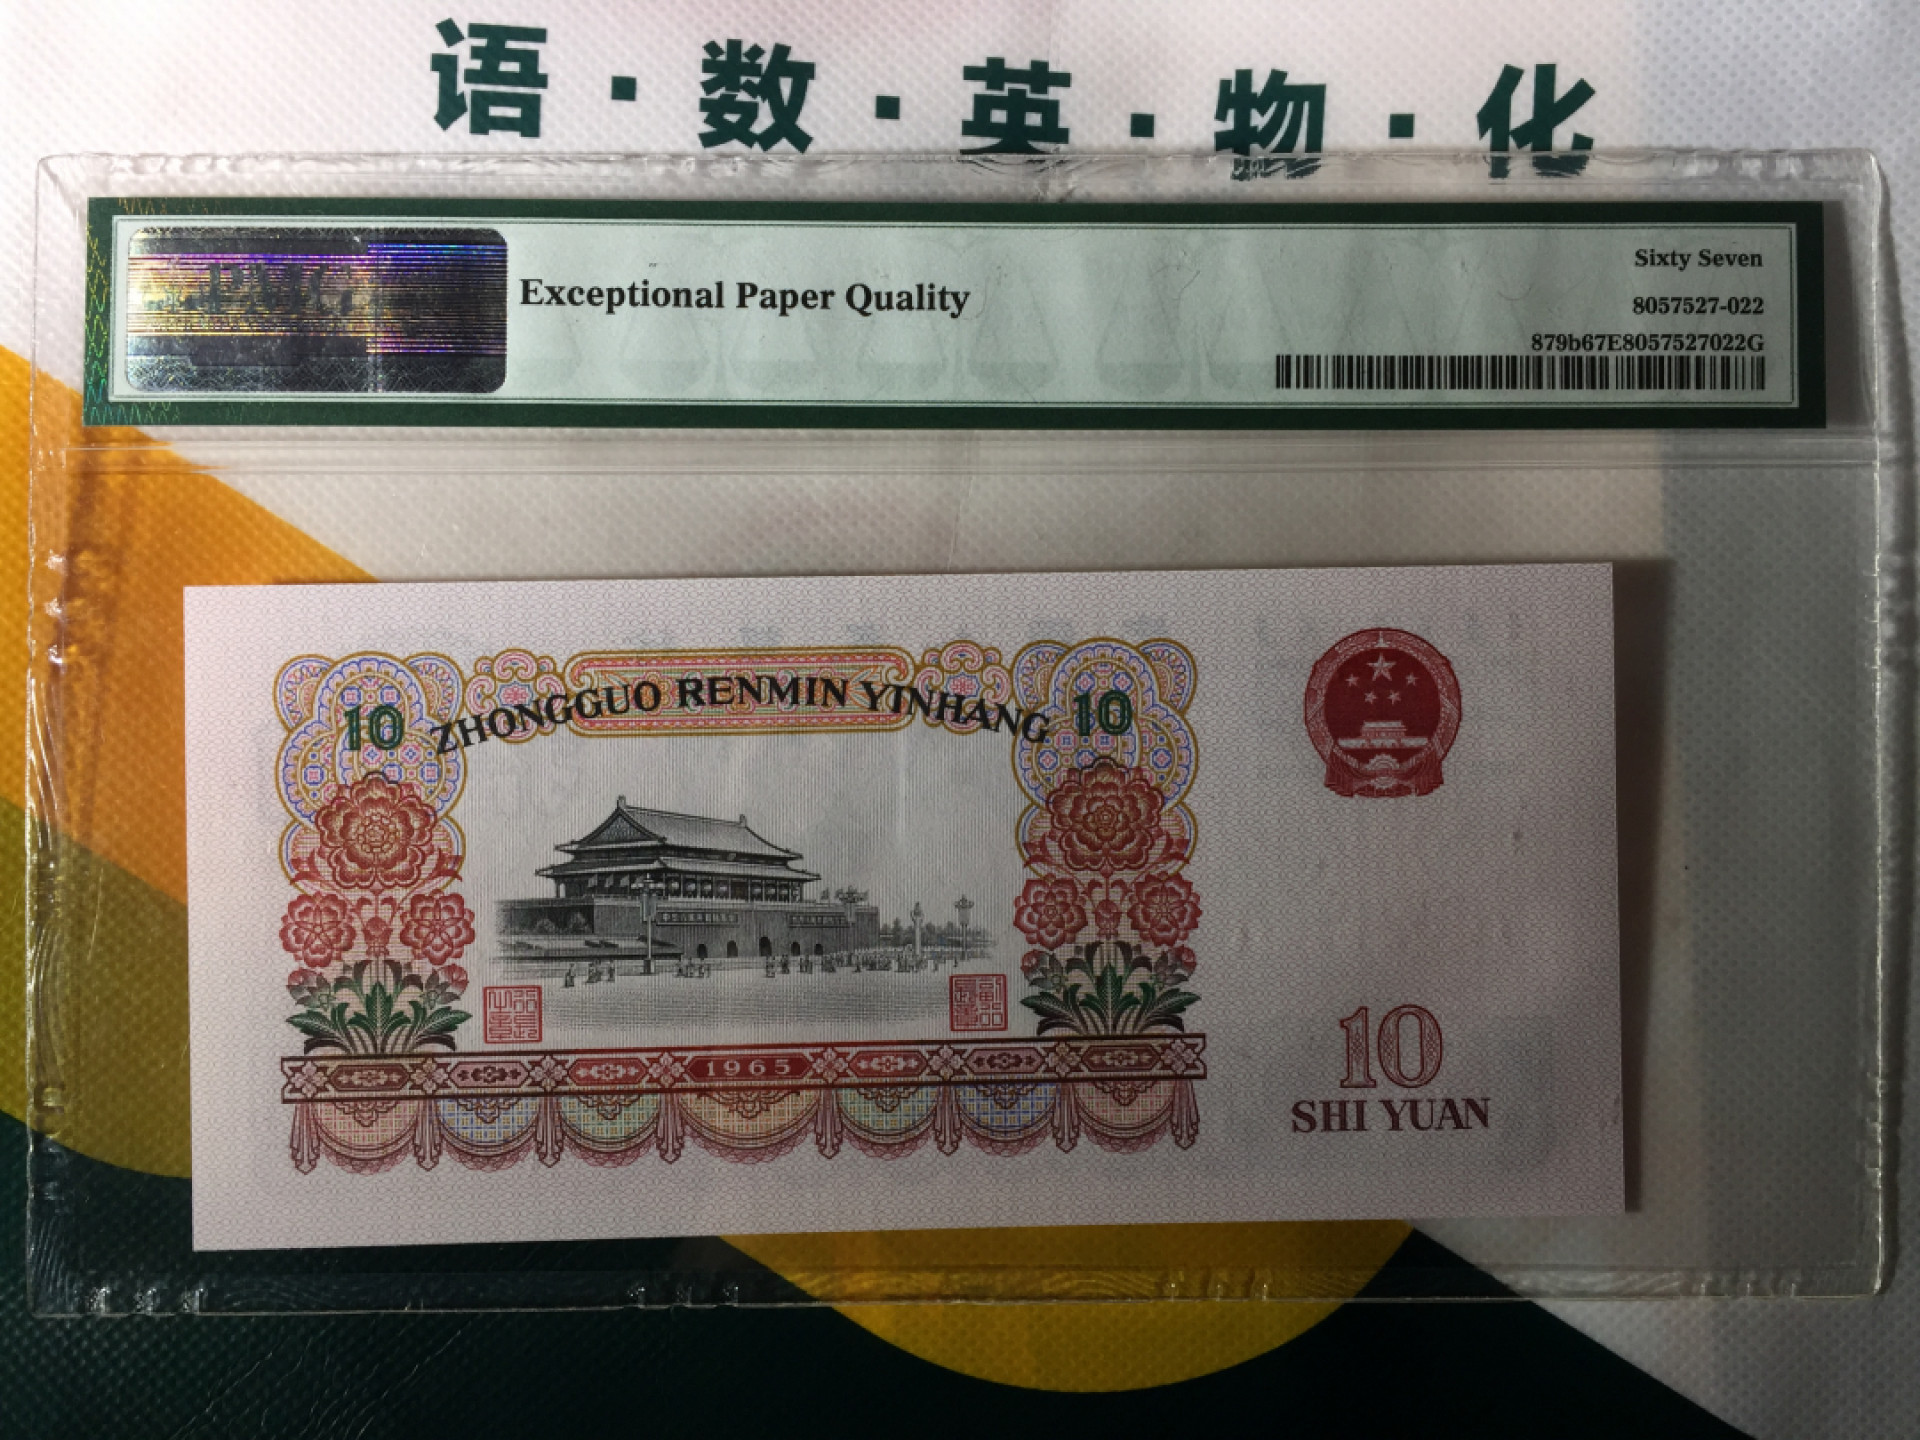 语·数·英·物·化
PMG
Exceptional Paper Quality
Sixty Seven
8057527-022
879b67E8057527022G
10 ZHONGGUO RENMIN YINHANG 10
1965
10
SHI YUAN